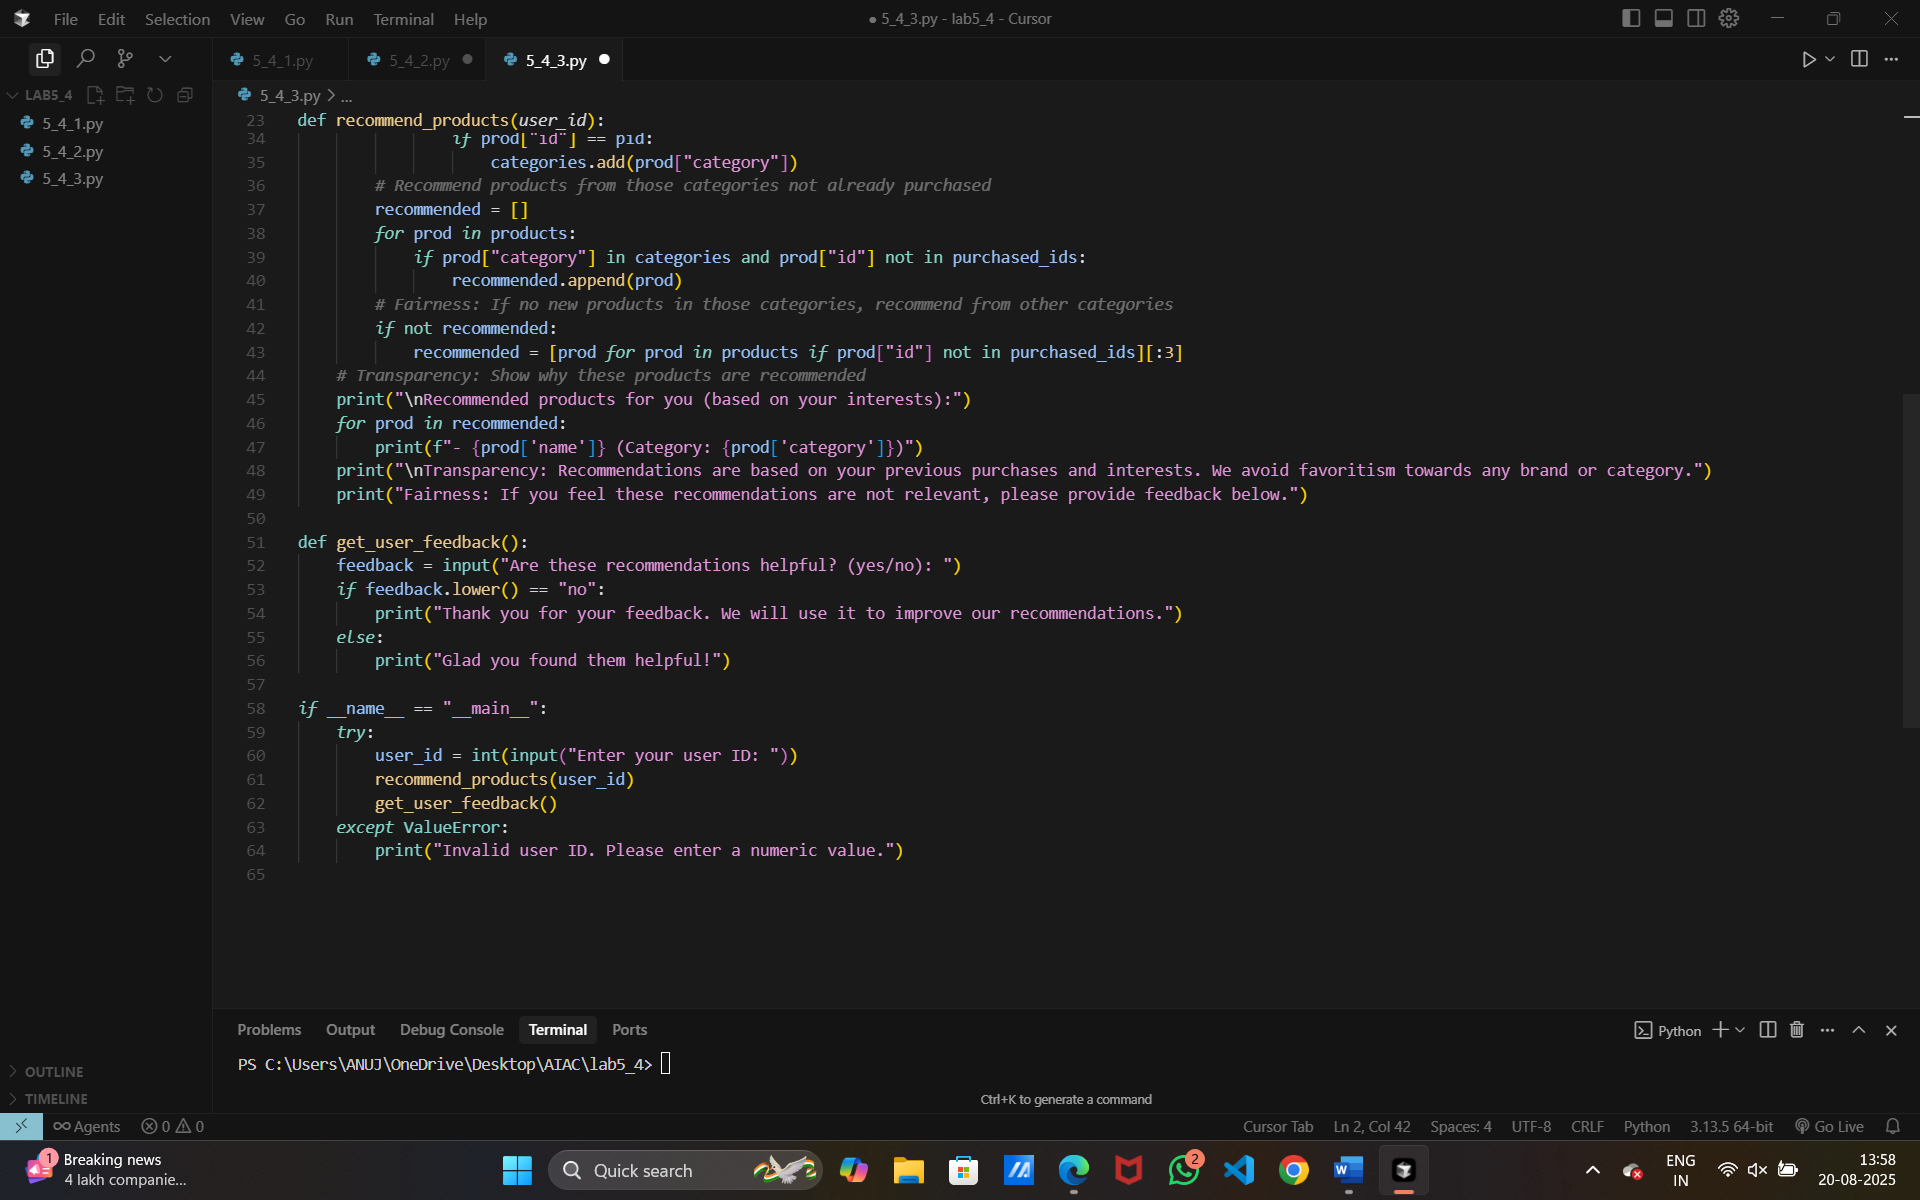 File Edit Selection View Go Run Terminal Help
● 5_4_3.py - lab5_4 - Cursor
5_4_1.py
5_4_2.py
5_4_3.py
LAB5_4
5_4_1.py
5_4_2.py
5_4_3.py
5_4_3.py > ...
23 def recommend_products(user_id):
34 if prod["id"] == pid:
35 categories.add(prod["category"])
36 # Recommend products from those categories not already purchased
37 recommended = []
38 for prod in products:
39 if prod["category"] in categories and prod["id"] not in purchased_ids:
40 recommended.append(prod)
41 # Fairness: If no new products in those categories, recommend from other categories
42 if not recommended:
43 recommended = [prod for prod in products if prod["id"] not in purchased_ids][:3]
44 # Transparency: Show why these products are recommended
45 print("\nRecommended products for you (based on your interests):")
46 for prod in recommended:
47 print(f"- {prod['name']} (Category: {prod['category']})")
48 print("\nTransparency: Recommendations are based on your previous purchases and interests. We avoid favoritism towards any brand or category.")
49 print("Fairness: If you feel these recommendations are not relevant, please provide feedback below.")
50
51 def get_user_feedback():
52 feedback = input("Are these recommendations helpful? (yes/no): ")
53 if feedback.lower() == "no":
54 print("Thank you for your feedback. We will use it to improve our recommendations.")
55 else:
56 print("Glad you found them helpful!")
57
58 if __name__ == "__main__":
59 try:
60 user_id = int(input("Enter your user ID: "))
61 recommend_products(user_id)
62 get_user_feedback()
63 except ValueError:
64 print("Invalid user ID. Please enter a numeric value.")
65
Problems Output Debug Console Terminal Ports
Python
PS C:\Users\ANUJ\OneDrive\Desktop\AIAC\lab5_4>
Ctrl+K to generate a command
OUTLINE
TIMELINE
Agents 0 0
Cursor Tab Ln 2, Col 42 Spaces: 4 UTF-8 CRLF Python 3.13.5 64-bit Go Live
1
Breaking news
4 lakh companie...
Quick search
2
W
ENG
IN
13:58
20-08-2025